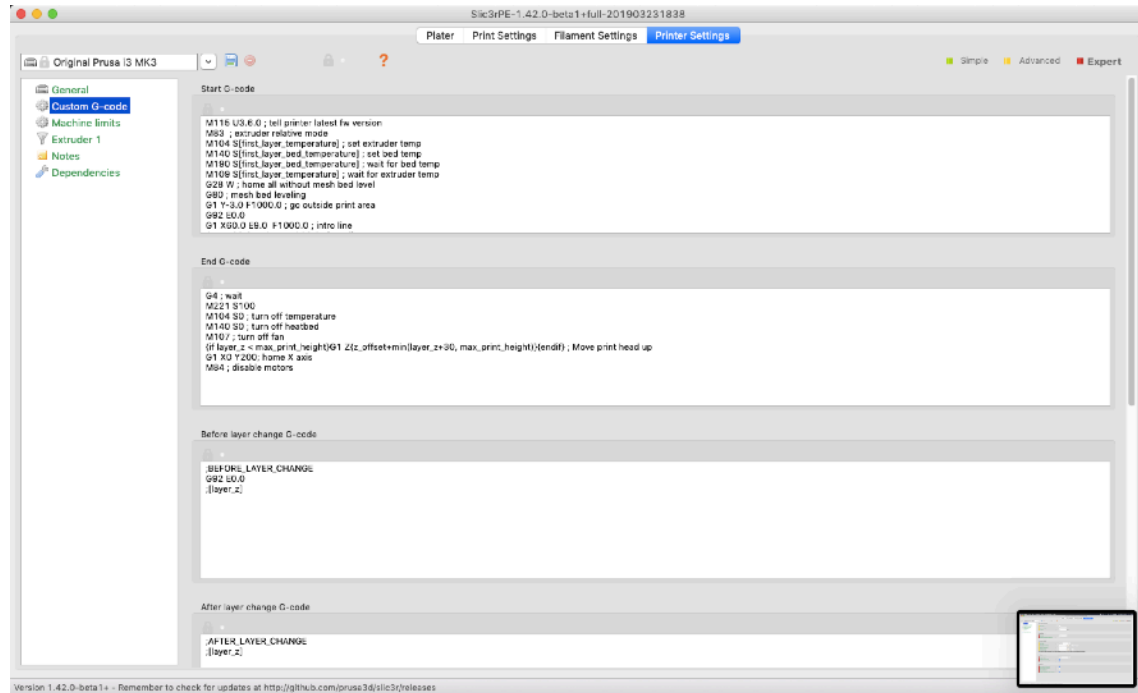 Slic3rPE-1.42.0-beta1+full-201903231838
Plater Print Settings Filament Settings Printer Settings
Original Prusa i3 MK3 ? Simple Advanced Expert
General
Custom G-code
Machine limits
Extruder 1
Notes
Dependencies
Start G-code
M115 U3.6.0 ; tell printer latest fw version
M83 ; extruder relative mode
M104 S[first_layer_temperature] ; set extruder temp
M140 S[first_layer_bed_temperature] ; set bed temp
M190 S[first_layer_bed_temperature] ; wait for bed temp
M109 S[first_layer_temperature] ; wait for extruder temp
G28 W ; home all without mesh bed level
G80 ; mesh bed leveling
G1 Y-3.0 F1000.0 ; go outside print area
G92 E0.0
G1 X60.0 E9.0 F1000.0 ; intro line
End G-code
G4 ; wait
M221 S100
M104 S0 ; turn off temperature
M140 S0 ; turn off heatbed
M107 ; turn off fan
{if layer_z < max_print_height}G1 Z{z_offset+min(layer_z+30, max_print_height)}{endif} ; Move print head up
G1 X0 Y200; home X axis
M84 ; disable motors
Before layer change G-code
;BEFORE_LAYER_CHANGE
G92 E0.0
;[layer_z]
After layer change G-code
;AFTER_LAYER_CHANGE
;[layer_z]
Version 1.42.0-beta1+ - Remember to check for updates at http://github.com/prusa3d/slic3r/releases